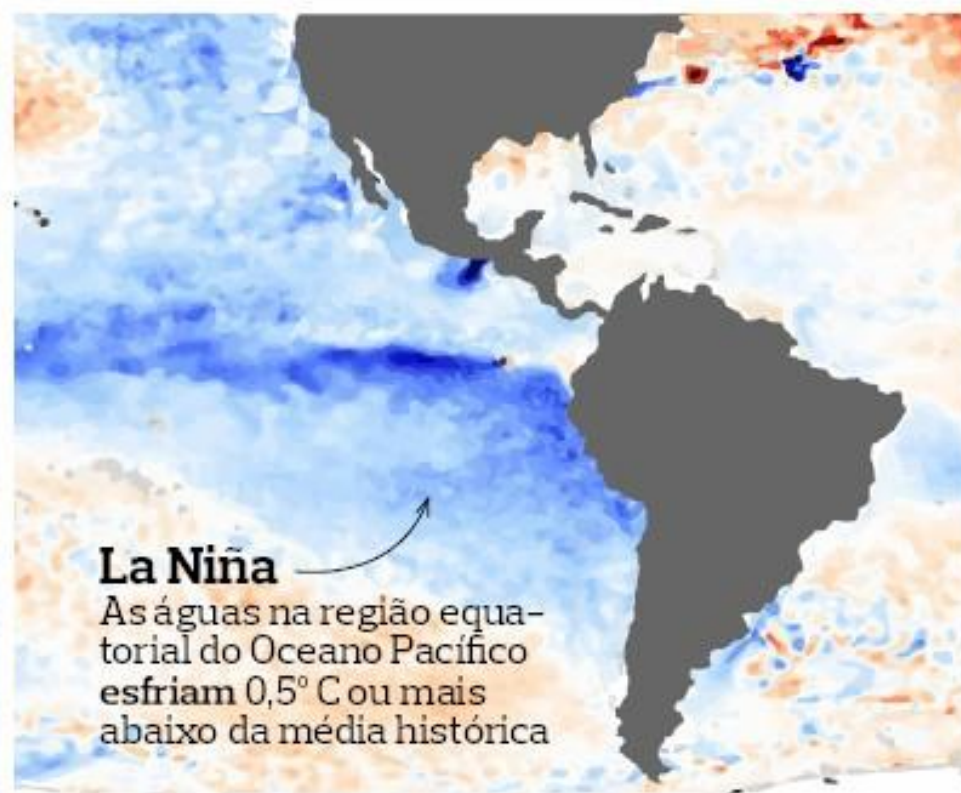 La Niña
As águas na região equa-
torial do Oceano Pacífico
esfriam 0,5º C ou mais
abaixo da média histórica